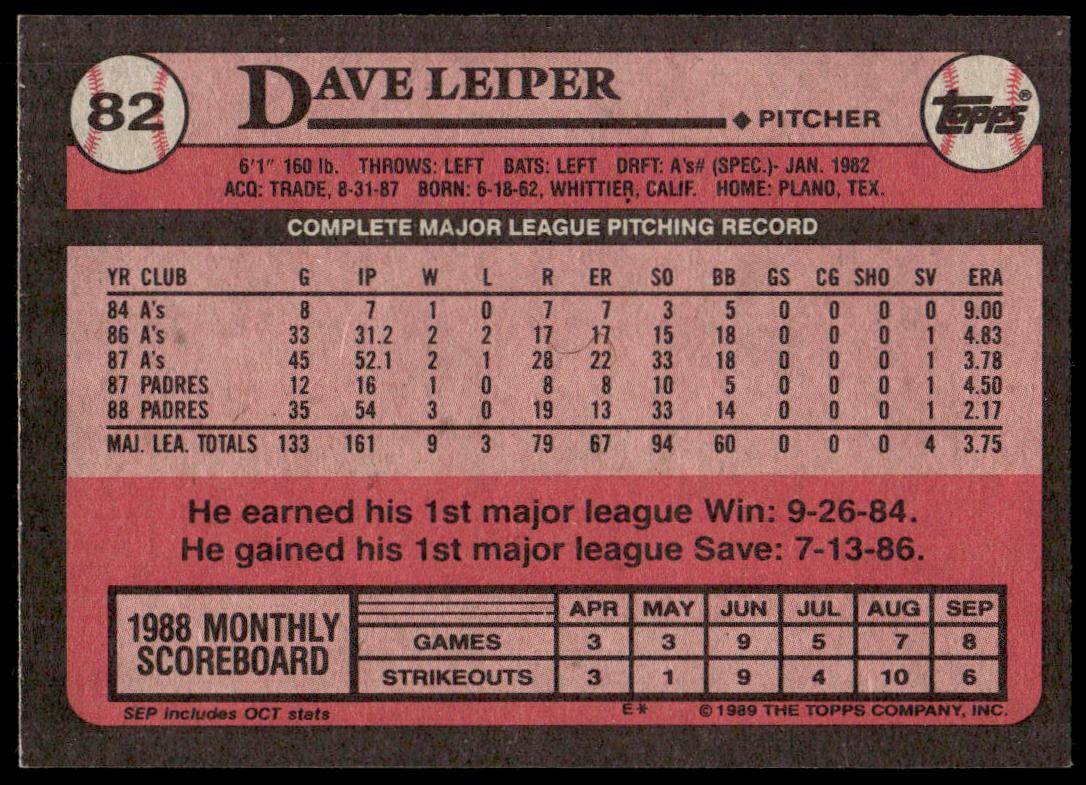 82
DAVE LEIPER
◆ PITCHER
Topps®
6'1" 160 lb. THROWS: LEFT BATS: LEFT DRFT: A's# (SPEC.)- JAN. 1982
ACQ: TRADE, 8-31-87 BORN: 6-18-62, WHITTIER, CALIF. HOME: PLANO, TEX.
COMPLETE MAJOR LEAGUE PITCHING RECORD
YR CLUB G IP W L R ER SO BB GS CG SHO SV ERA
84 A's 8 7 1 0 7 7 3 5 0 0 0 0 9.00
86 A's 33 31.2 2 2 17 17 15 18 0 0 0 1 4.83
87 A's 45 52.1 2 1 28 22 33 18 0 0 0 1 3.78
87 PADRES 12 16 1 0 8 8 10 5 0 0 0 1 4.50
88 PADRES 35 54 3 0 19 13 33 14 0 0 0 1 2.17
MAJ. LEA. TOTALS 133 161 9 3 79 67 94 60 0 0 0 4 3.75
He earned his 1st major league Win: 9-26-84.
He gained his 1st major league Save: 7-13-86.
1988 MONTHLY
SCOREBOARD
APR MAY JUN JUL AUG SEP
GAMES 3 3 9 5 7 8
STRIKEOUTS 3 1 9 4 10 6
SEP includes OCT stats
E* © 1989 THE TOPPS COMPANY, INC.